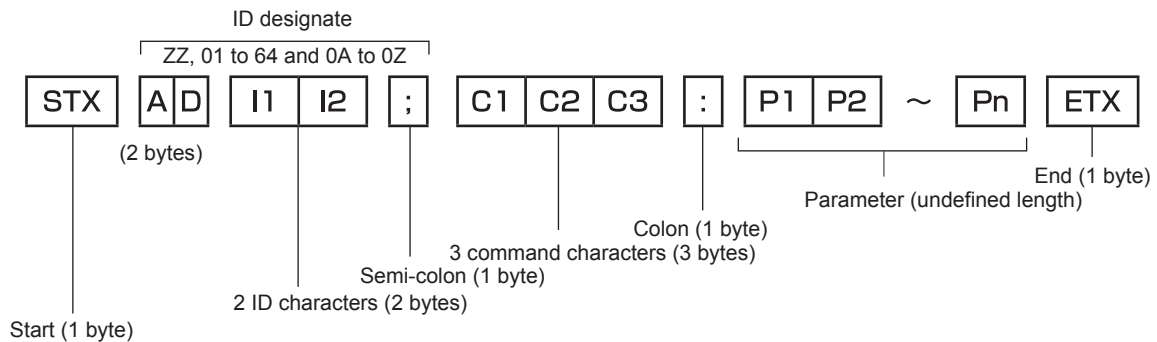 ID designate
ZZ, 01 to 64 and 0A to 0Z
STX A D I1 I2 ; C1 C2 C3 : P1 P2 ~ Pn ETX
(2 bytes)
End (1 byte)
Parameter (undefined length)
Colon (1 byte)
3 command characters (3 bytes)
Semi-colon (1 byte)
2 ID characters (2 bytes)
Start (1 byte)